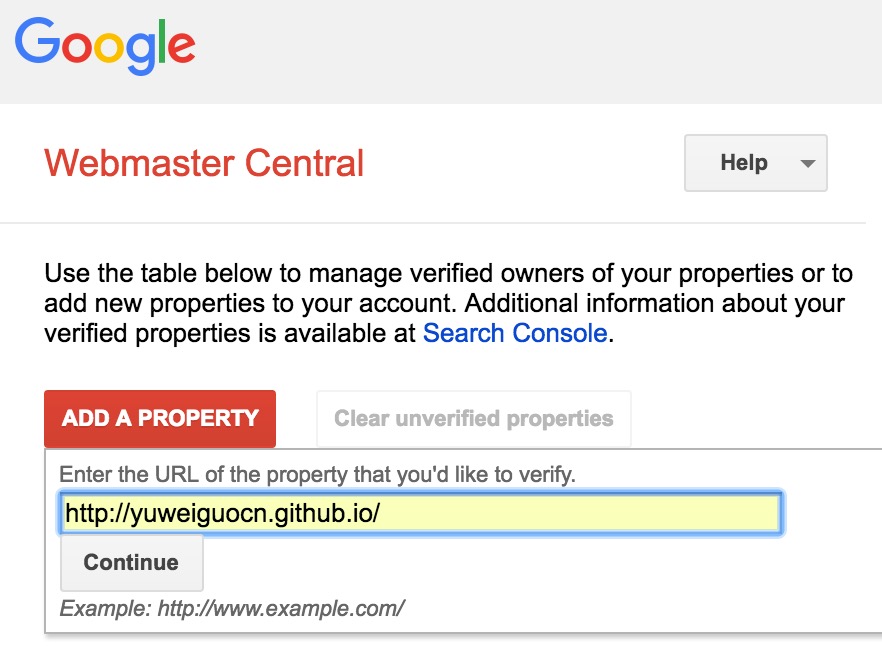 Google
Webmaster Central
Help
Use the table below to manage verified owners of your properties or to
add new properties to your account. Additional information about your
verified properties is available at Search Console.
ADD A PROPERTY
Clear unverified properties
Enter the URL of the property that you'd like to verify.
http://yuweiguocn.github.io/
Continue
Example: http://www.example.com/